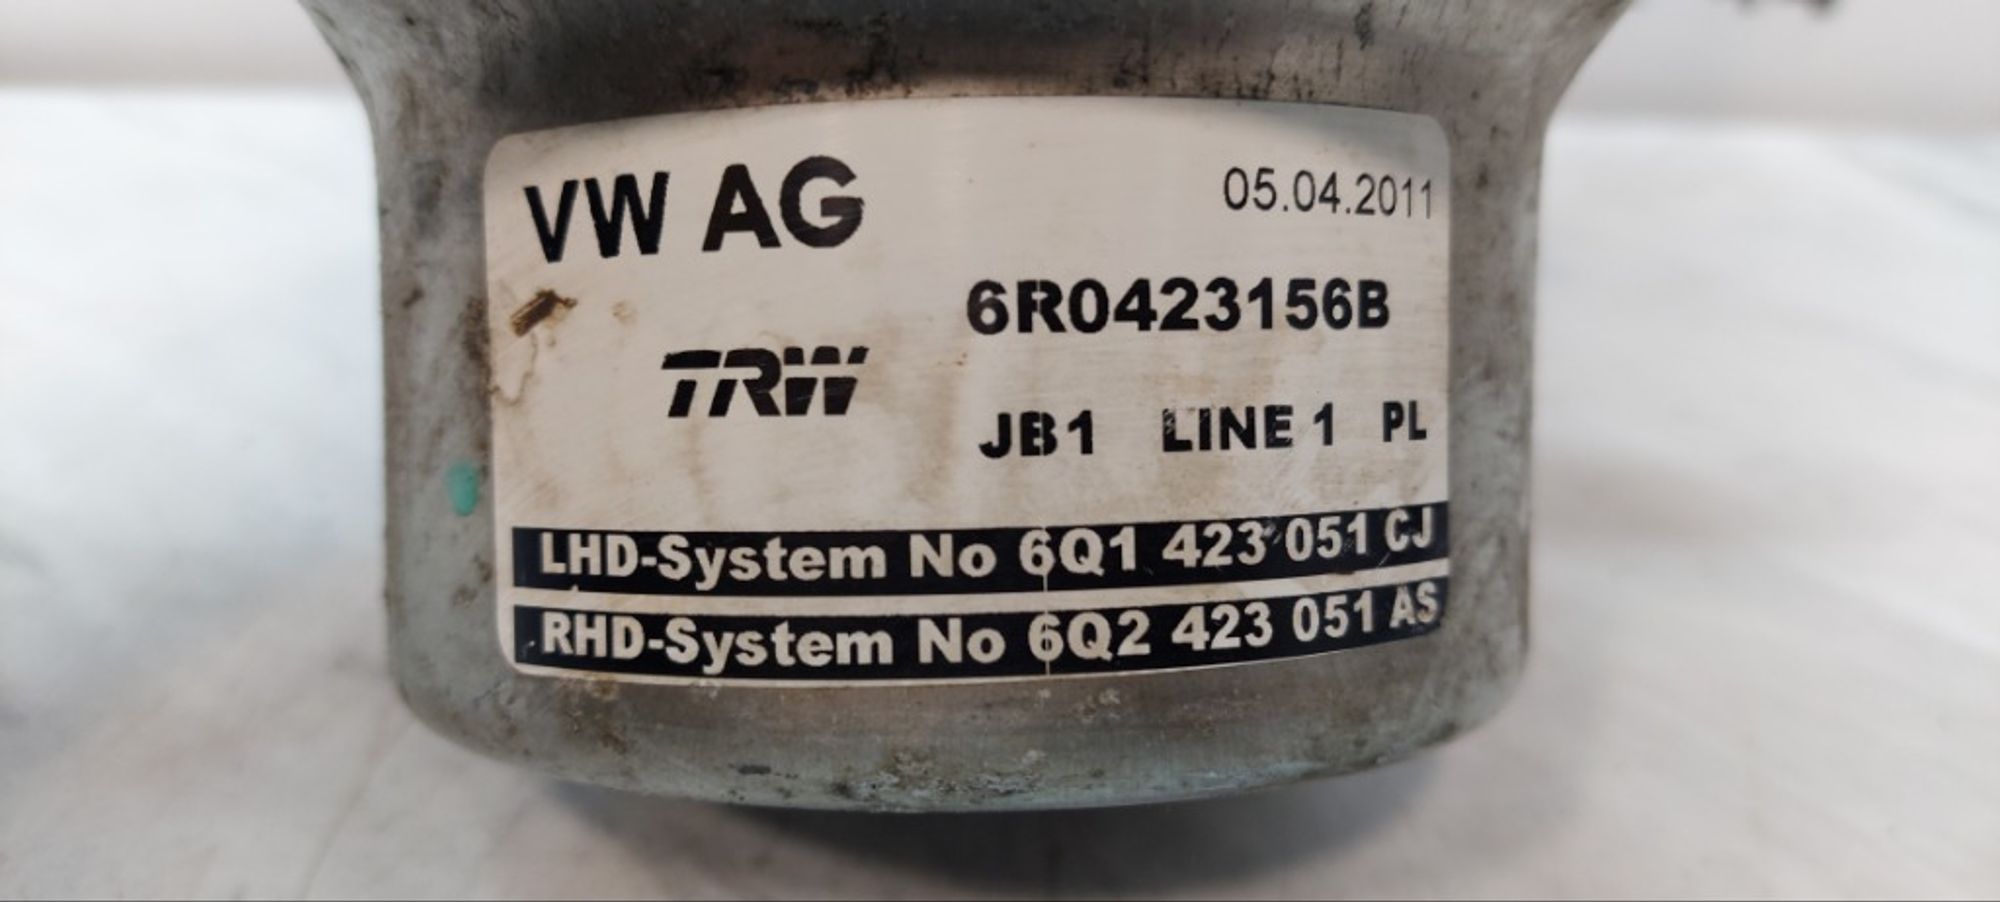 VW AG
05.04.2011
6R0423156B
TRW
JB1 LINE 1 PL
LHD-System No 6Q1 423 051 CJ
RHD-System No 6Q2 423 051 AS